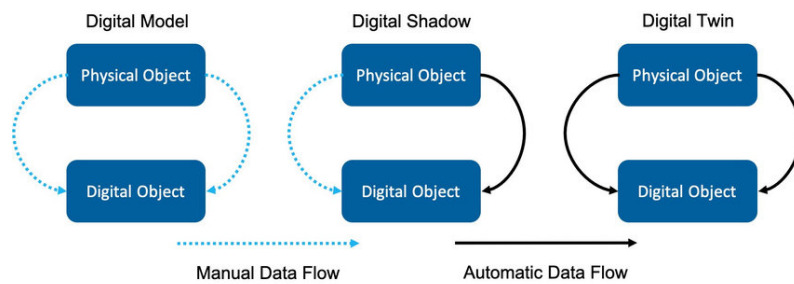 Digital Model
Digital Shadow
Digital Twin
Physical Object
Physical Object
Physical Object
Digital Object
Digital Object
Digital Object
Manual Data Flow
Automatic Data Flow